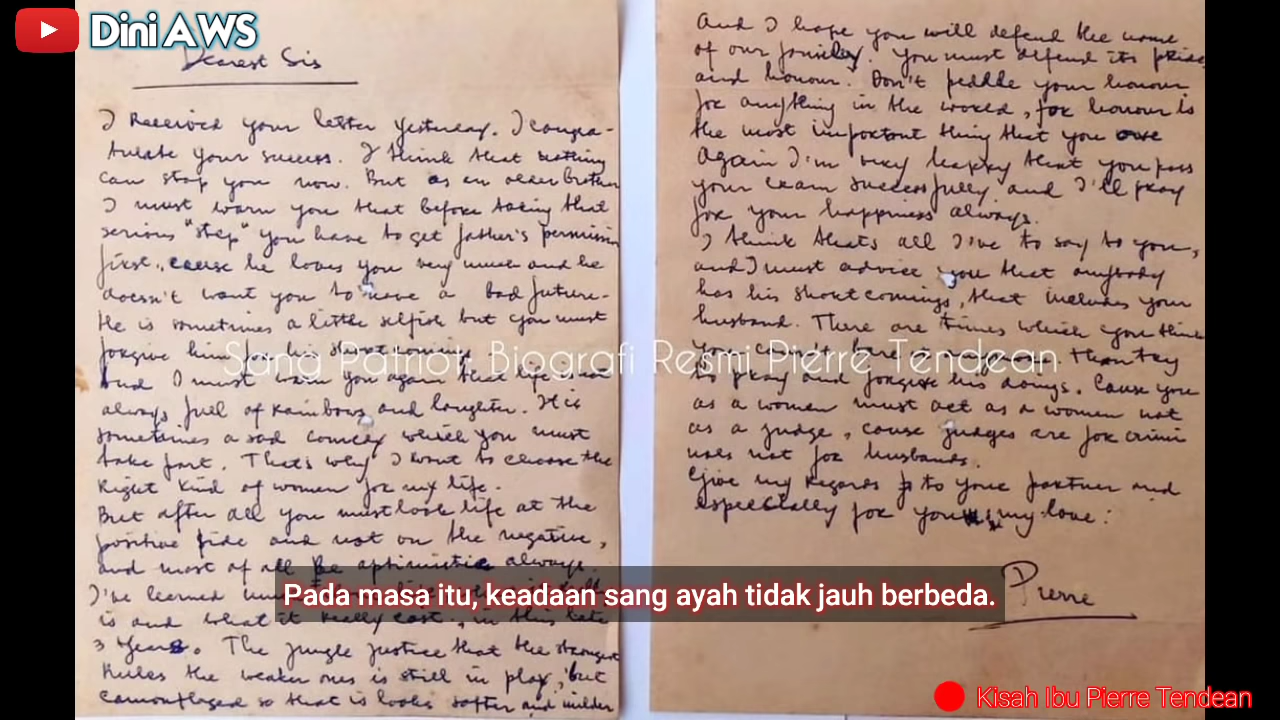 Dini AWS
Dearest Sis
I received your letter yesterday. I congra-
tulate your success. I think that nothing
can stop you now. But as an older brother
I must warn you that before taking that
serious "step" you have to get father's permission
first., cause he loves you very much and he
doesn't want you to have a bad future.
He is sometimes a little selfish but you must
forgive him for his shortcomings
And I must warn you again that life is not
always full of rainbows and laughter. It is
sometimes a sad comedy which you must
take part. That's why I want to choose the
right kind of women for my life.
But after all you must look life at the
positive side and not on the negative,
and most of all be optimistic always.
I've learned
is and what it really cost, in this late
3 years. The jungle justice that the strongest
rules the weaker ones is still in play, but
camouflaged so that is looks softer and milder
And I hope you will defend the name
of our family. You must defend its pride
and honour. Don't peddle your honour
for anything in the world, for honour is
the most important thing that you owe
Again I'm very happy that you pass
your exam successfully and I'll pray
for your happiness always.
I think that's all I've to say to you,
and I must advice you that anybody
has his shortcomings, that includes your
husband. There are times which you think
you couldn't bare it any more than try
to pray and forgive his doings. Cause you
as a women must act as a women not
as a judge, cause judges are for crimi
nals not for husbands.
Give my regards to your partner and
especially for you my love:
Pierre
Sang Patriot, Biografi Resmi Pierre Tendean
Pada masa itu, keadaan sang ayah tidak jauh berbeda.
Kisah Ibu Pierre Tendean